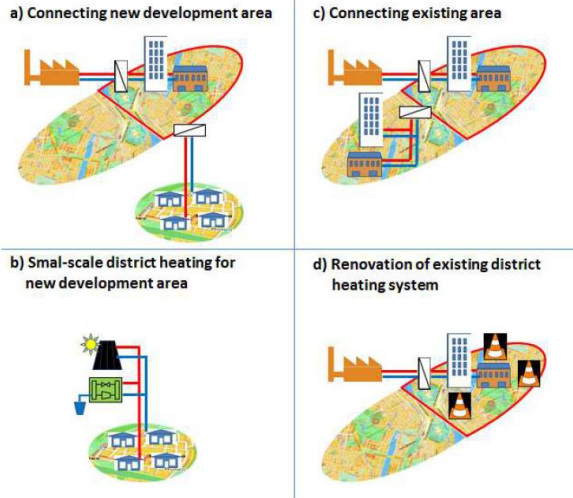 a) Connecting new development area
c) Connecting existing area
b) Smal-scale district heating for
new development area
d) Renovation of existing district
heating system